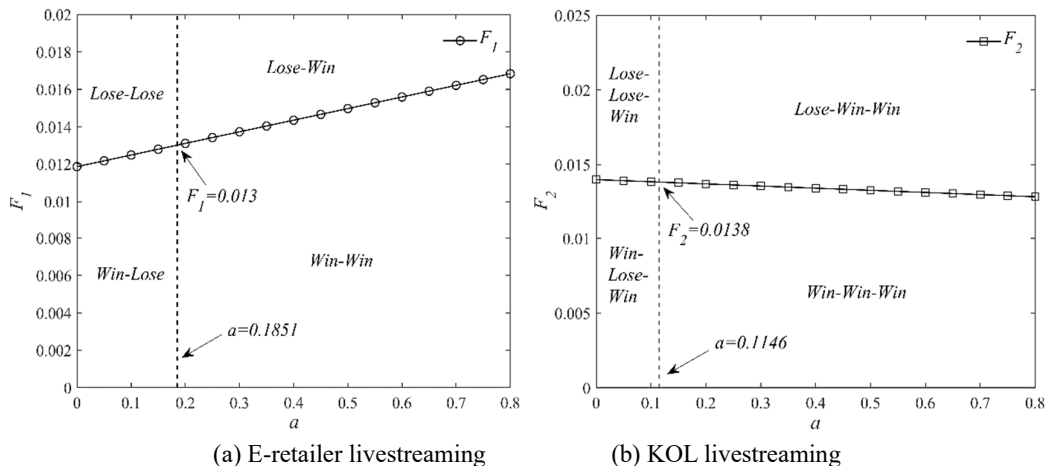 0.02
0.018
0.016
0.014
0.012
0.01
0.008
0.006
0.004
0.002
0
F₁
F₁
Lose-Lose
Lose-Win
F₁=0.013
Win-Lose
Win-Win
a=0.1851
0 0.1 0.2 0.3 0.4 0.5 0.6 0.7 0.8
a
(a) E-retailer livestreaming
0.025
0.02
0.015
0.01
0.005
0
F₂
F₂
Lose-
Lose-
Win
Lose-Win-Win
F₂=0.0138
Win-
Lose-
Win
Win-Win-Win
a=0.1146
0 0.1 0.2 0.3 0.4 0.5 0.6 0.7 0.8
a
(b) KOL livestreaming